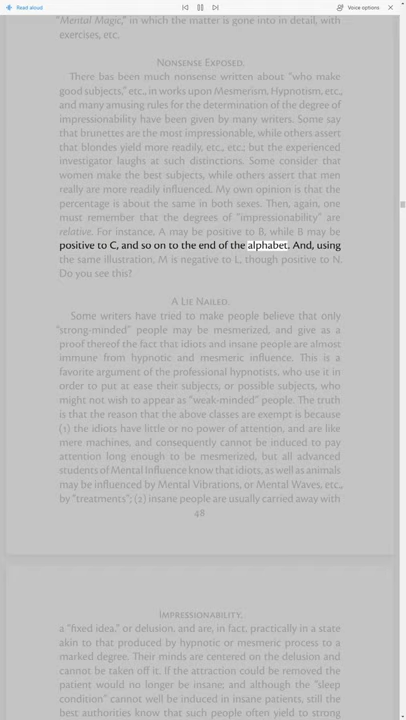 Read aloud
Voice options
"Mental Magic," in which the matter is gone into in detail, with
exercises, etc.
Nonsense Exposed.
There bas been much nonsense written about "who make
good subjects," etc., in works upon Mesmerism, Hypnotism, etc.,
and many amusing rules for the determination of the degree of
impressionability have been given by many writers. Some say
that brunettes are the most impressionable, while others assert
that blondes yield more readily, etc., etc.; but the experienced
investigator laughs at such distinctions. Some consider that
women make the best subjects, while others assert that men
really are more readily influenced. My own opinion is that the
percentage is about the same in both sexes. Then, again, one
must remember that the degrees of "impressionability" are
relative. For instance. A may be positive to B, while B may be
positive to C, and so on to the end of the alphabet. And, using
the same illustration, M is negative to L, though positive to N.
Do you see this?
A Lie Nailed.
Some writers have tried to make people believe that only
"strong-minded" people may be mesmerized, and give as a
proof thereof the fact that idiots and insane people are almost
immune from hypnotic and mesmeric influence. This is a
favorite argument of the professional hypnotists, who use it in
order to put at ease their subjects, or possible subjects, who
might not wish to appear as "weak-minded" people. The truth
is that the reason that the above classes are exempt is because
(1) the idiots have little or no power of attention, and are like
mere machines, and consequently cannot be induced to pay
attention long enough to be mesmerized, but all advanced
students of Mental Influence know that idiots, as well as animals
may be influenced by Mental Vibrations, or Mental Waves, etc.,
by "treatments"; (2) insane people are usually carried away with
48
Impressionability.
a "fixed idea," or delusion, and are, in fact, practically in a state
akin to that produced by hypnotic or mesmeric process to a
marked degree. Their minds are centered on the delusion and
cannot be taken off it. If the attraction could be removed the
patient would no longer be insane; and although the "sleep
condition" cannot well be induced in insane patients, still the
best authorities know that such people often yield to strong